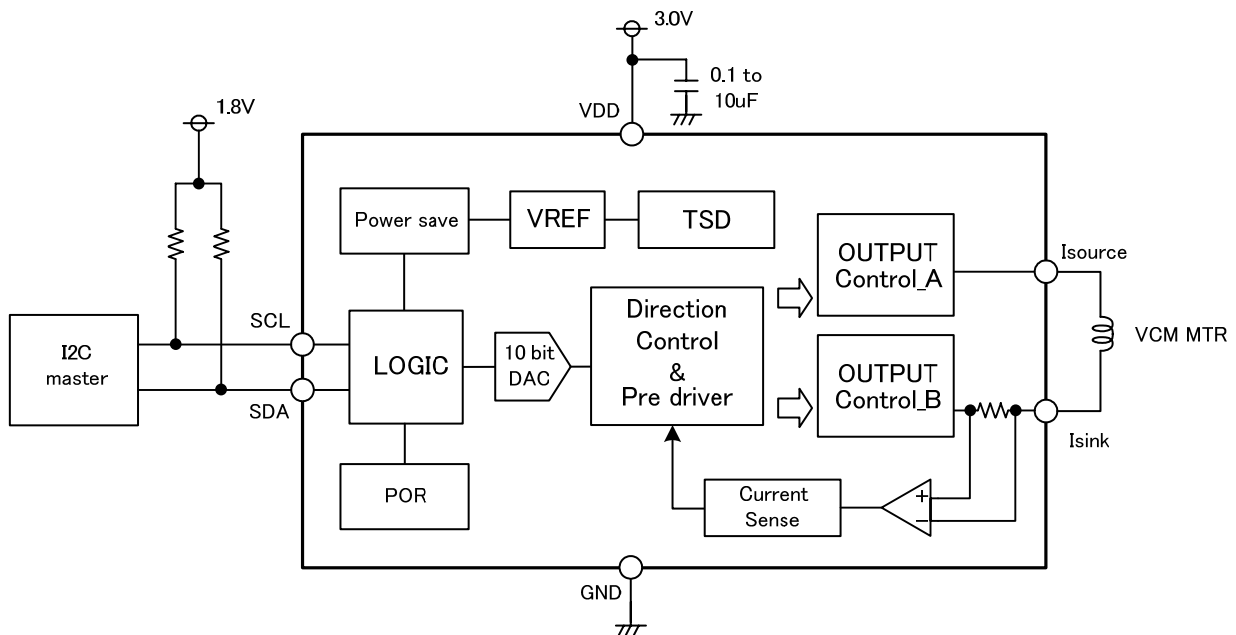 3.0V
0.1 to
10uF
VDD
1.8V
Power save
VREF
TSD
OUTPUT
Control_A
Isource
I2C
master
SCL
SDA
LOGIC
10 bit
DAC
Direction
Control
&
Pre driver
OUTPUT
Control_B
VCM MTR
Isink
POR
Current
Sense
+
−
GND